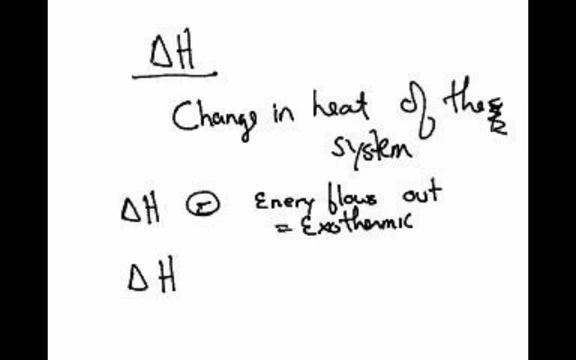 ΔH
Change in heat of the
system
ΔH ⊖ Enery flows out
= Exothermic
ΔH